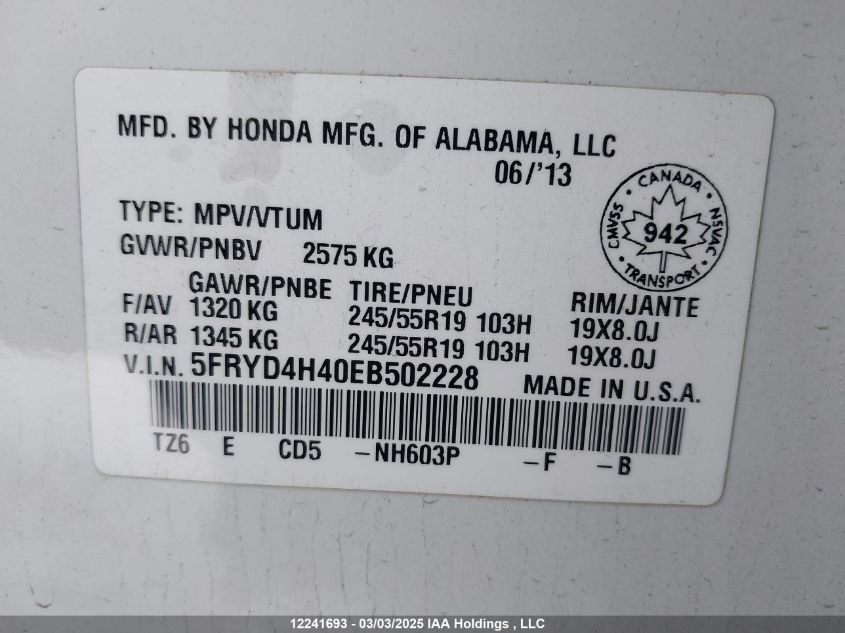 MFD. BY HONDA MFG. OF ALABAMA, LLC
06/'13
TYPE: MPV/VTUM
GVWR/PNBV 2575 KG
GAWR/PNBE TIRE/PNEU RIM/JANTE
F/AV 1320 KG 245/55R19 103H 19X8.0J
R/AR 1345 KG 245/55R19 103H 19X8.0J
V.I.N. 5FRYD4H40EB502228 MADE IN U.S.A.
TZ6 E CD5 -NH603P -F -B
CANADA
CMVSS 942 NSVAC
TRANSPORT
12241693 - 03/03/2025 IAA Holdings , LLC